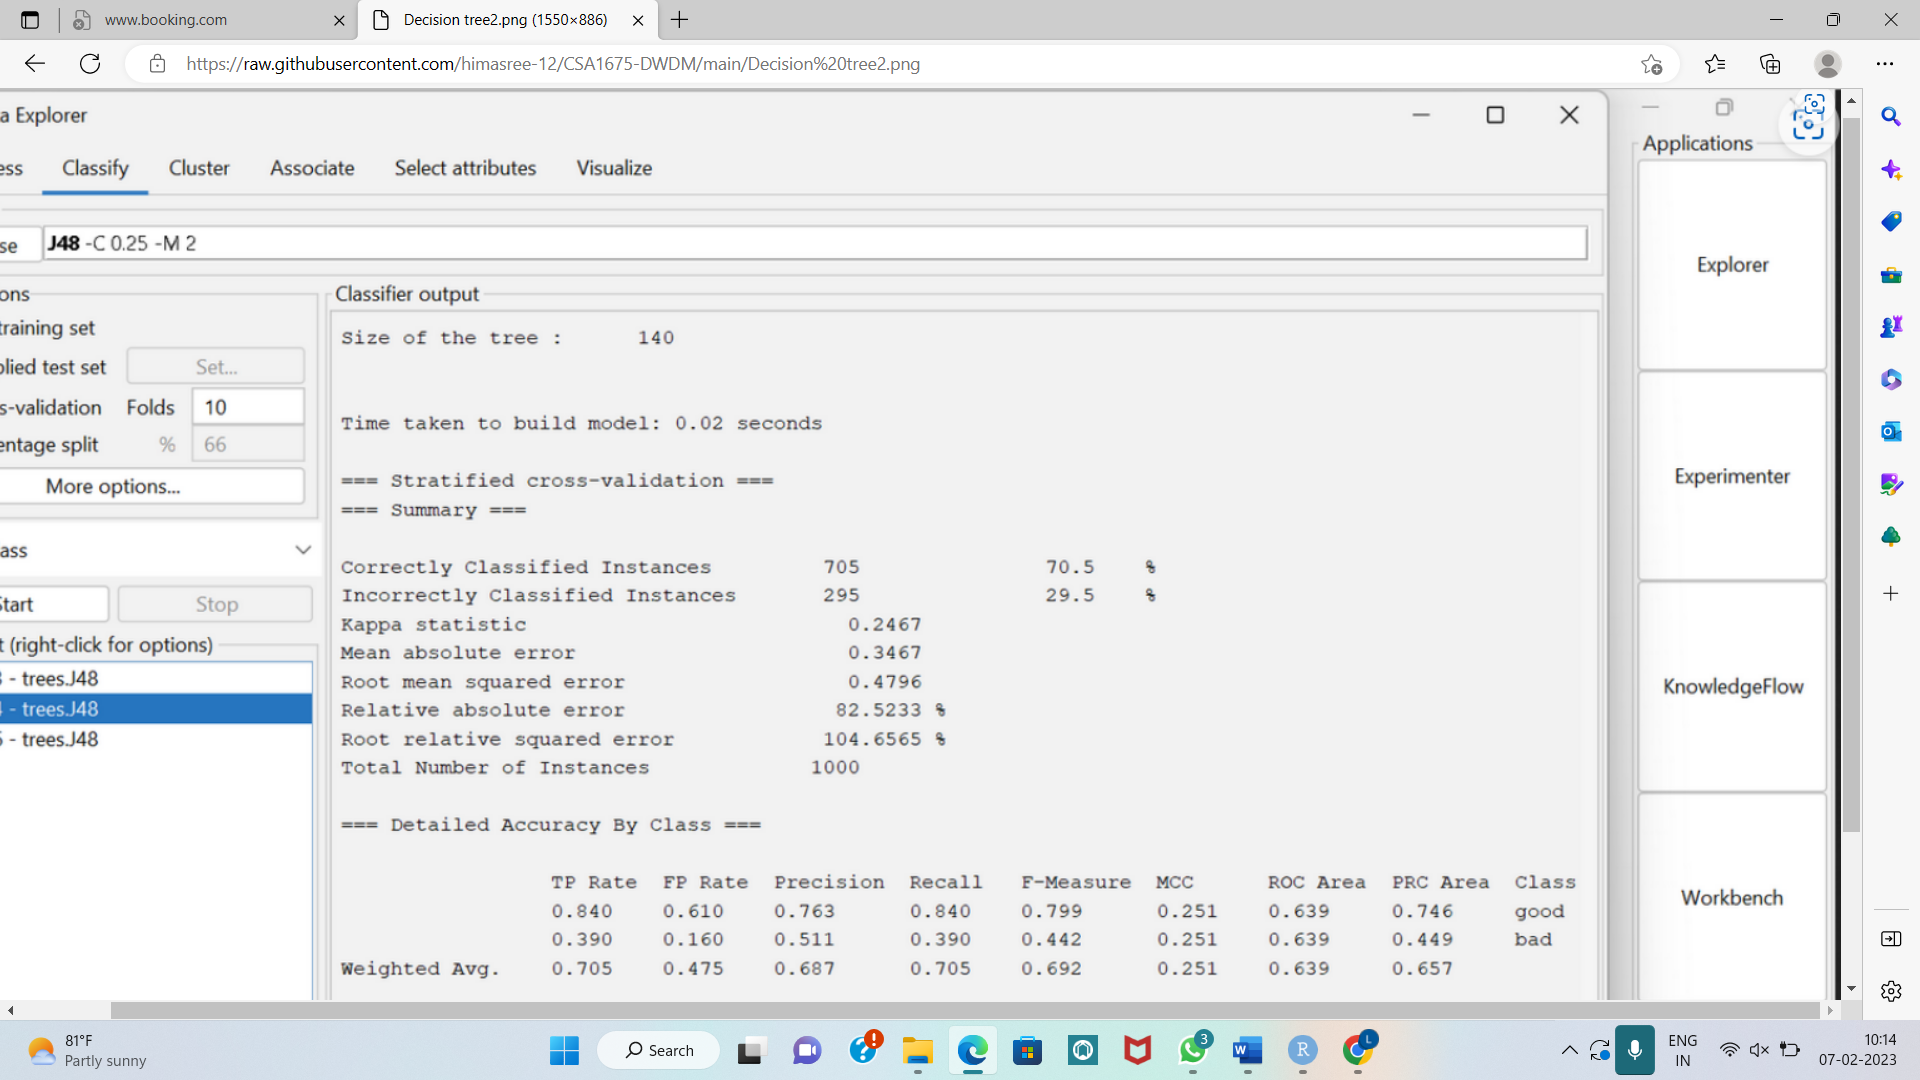 www.booking.com
Decision tree2.png (1550×886)
https://raw.githubusercontent.com/himasree-12/CSA1675-DWDM/main/Decision%20tree2.png
a Explorer
ess Classify Cluster Associate Select attributes Visualize
se J48 -C 0.25 -M 2
ons
training set
plied test set Set...
s-validation Folds 10
entage split % 66
More options...
ass
Start Stop
t (right-click for options)
- trees.J48
- trees.J48
- trees.J48
Classifier output
Size of the tree : 140
Time taken to build model: 0.02 seconds
=== Stratified cross-validation ===
=== Summary ===
Correctly Classified Instances 705 70.5 %
Incorrectly Classified Instances 295 29.5 %
Kappa statistic 0.2467
Mean absolute error 0.3467
Root mean squared error 0.4796
Relative absolute error 82.5233 %
Root relative squared error 104.6565 %
Total Number of Instances 1000
=== Detailed Accuracy By Class ===
TP Rate FP Rate Precision Recall F-Measure MCC ROC Area PRC Area Class
0.840 0.610 0.763 0.840 0.799 0.251 0.639 0.746 good
0.390 0.160 0.511 0.390 0.442 0.251 0.639 0.449 bad
Weighted Avg. 0.705 0.475 0.687 0.705 0.692 0.251 0.639 0.657
Applications
Explorer
Experimenter
KnowledgeFlow
Workbench
81°F
Partly sunny
Search
3
W
R
L
ENG
IN
10:14
07-02-2023